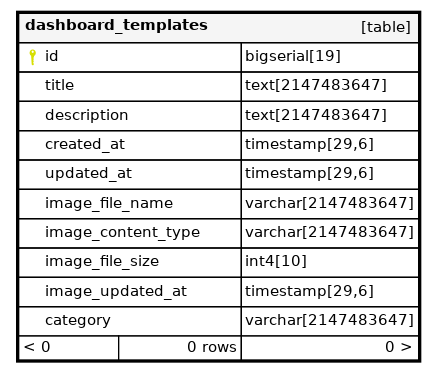 dashboard_templates [table]
id bigserial[19]
title text[2147483647]
description text[2147483647]
created_at timestamp[29,6]
updated_at timestamp[29,6]
image_file_name varchar[2147483647]
image_content_type varchar[2147483647]
image_file_size int4[10]
image_updated_at timestamp[29,6]
category varchar[2147483647]
< 0 0 rows 0 >